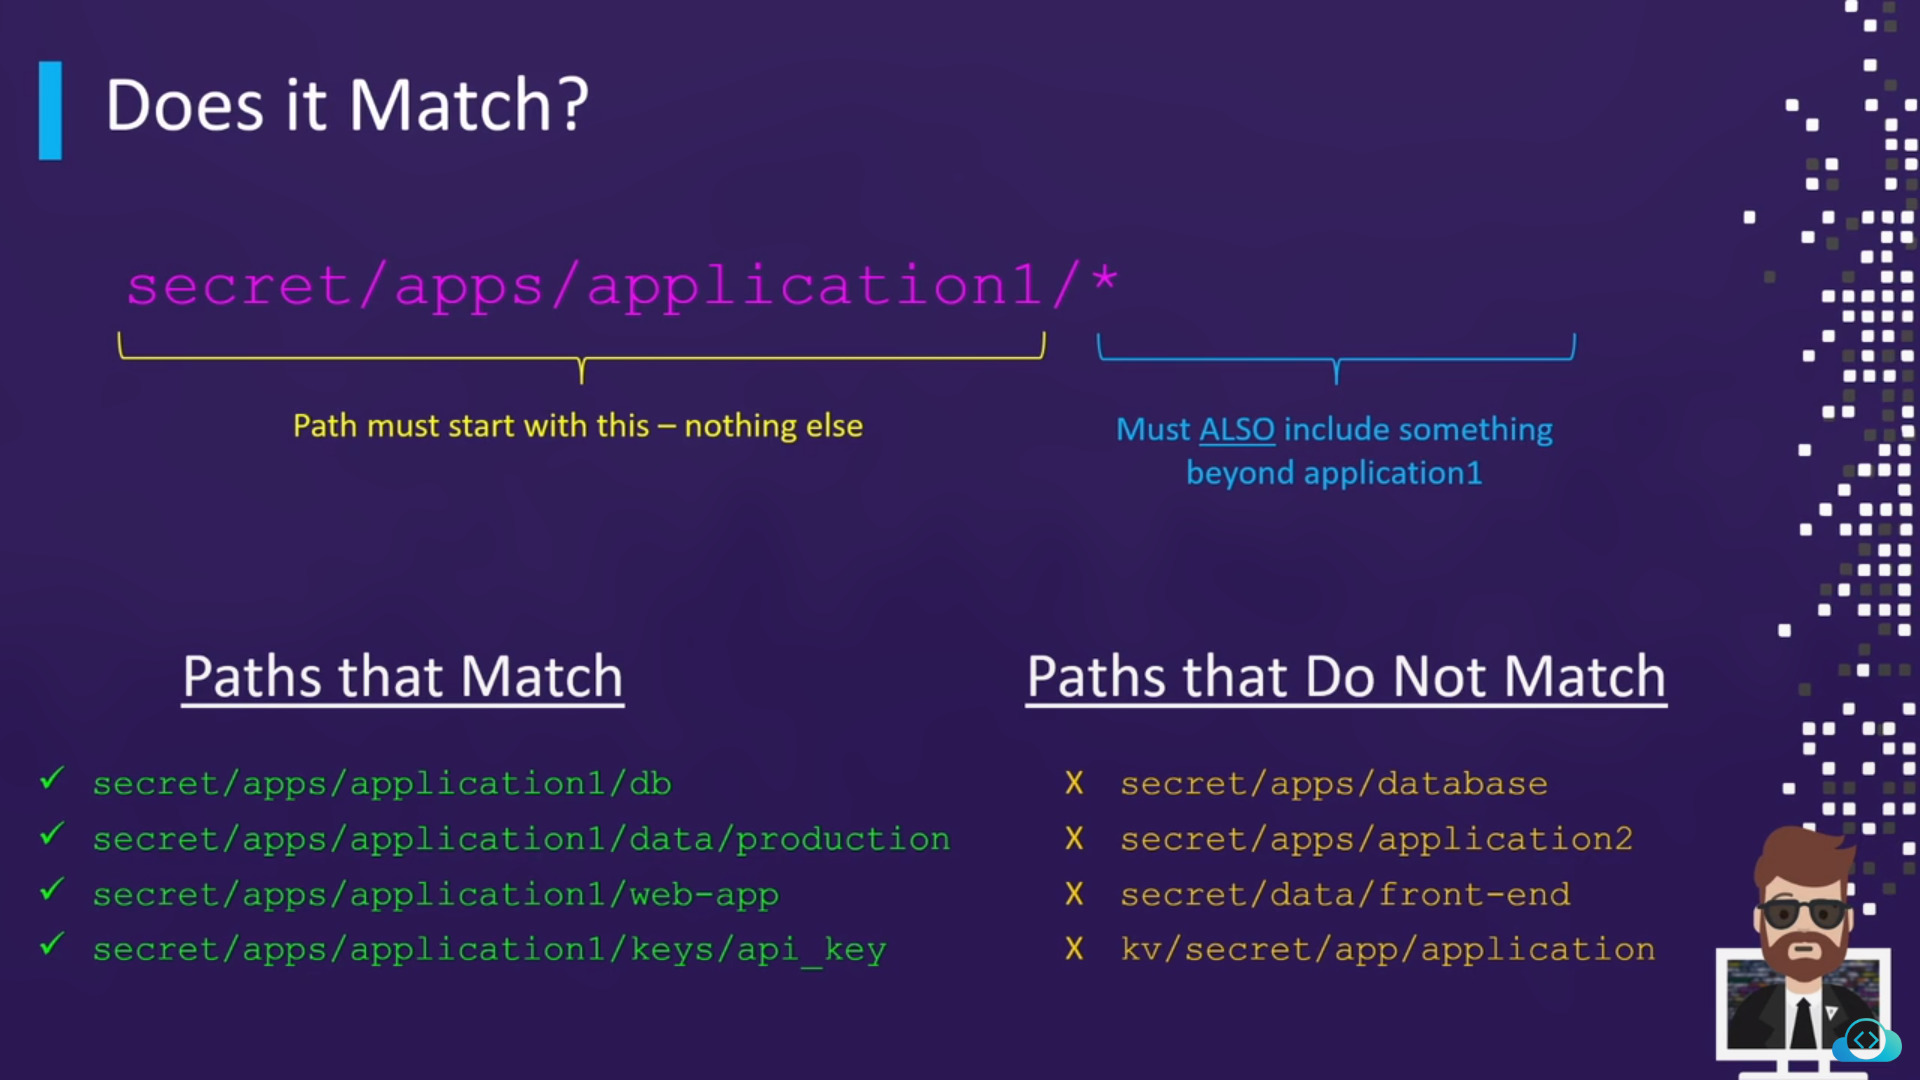 Does it Match?
secret/apps/application1/*
Path must start with this – nothing else
Must ALSO include something
beyond application1
Paths that Match
✓ secret/apps/application1/db
✓ secret/apps/application1/data/production
✓ secret/apps/application1/web-app
✓ secret/apps/application1/keys/api_key
Paths that Do Not Match
X secret/apps/database
X secret/apps/application2
X secret/data/front-end
X kv/secret/app/application